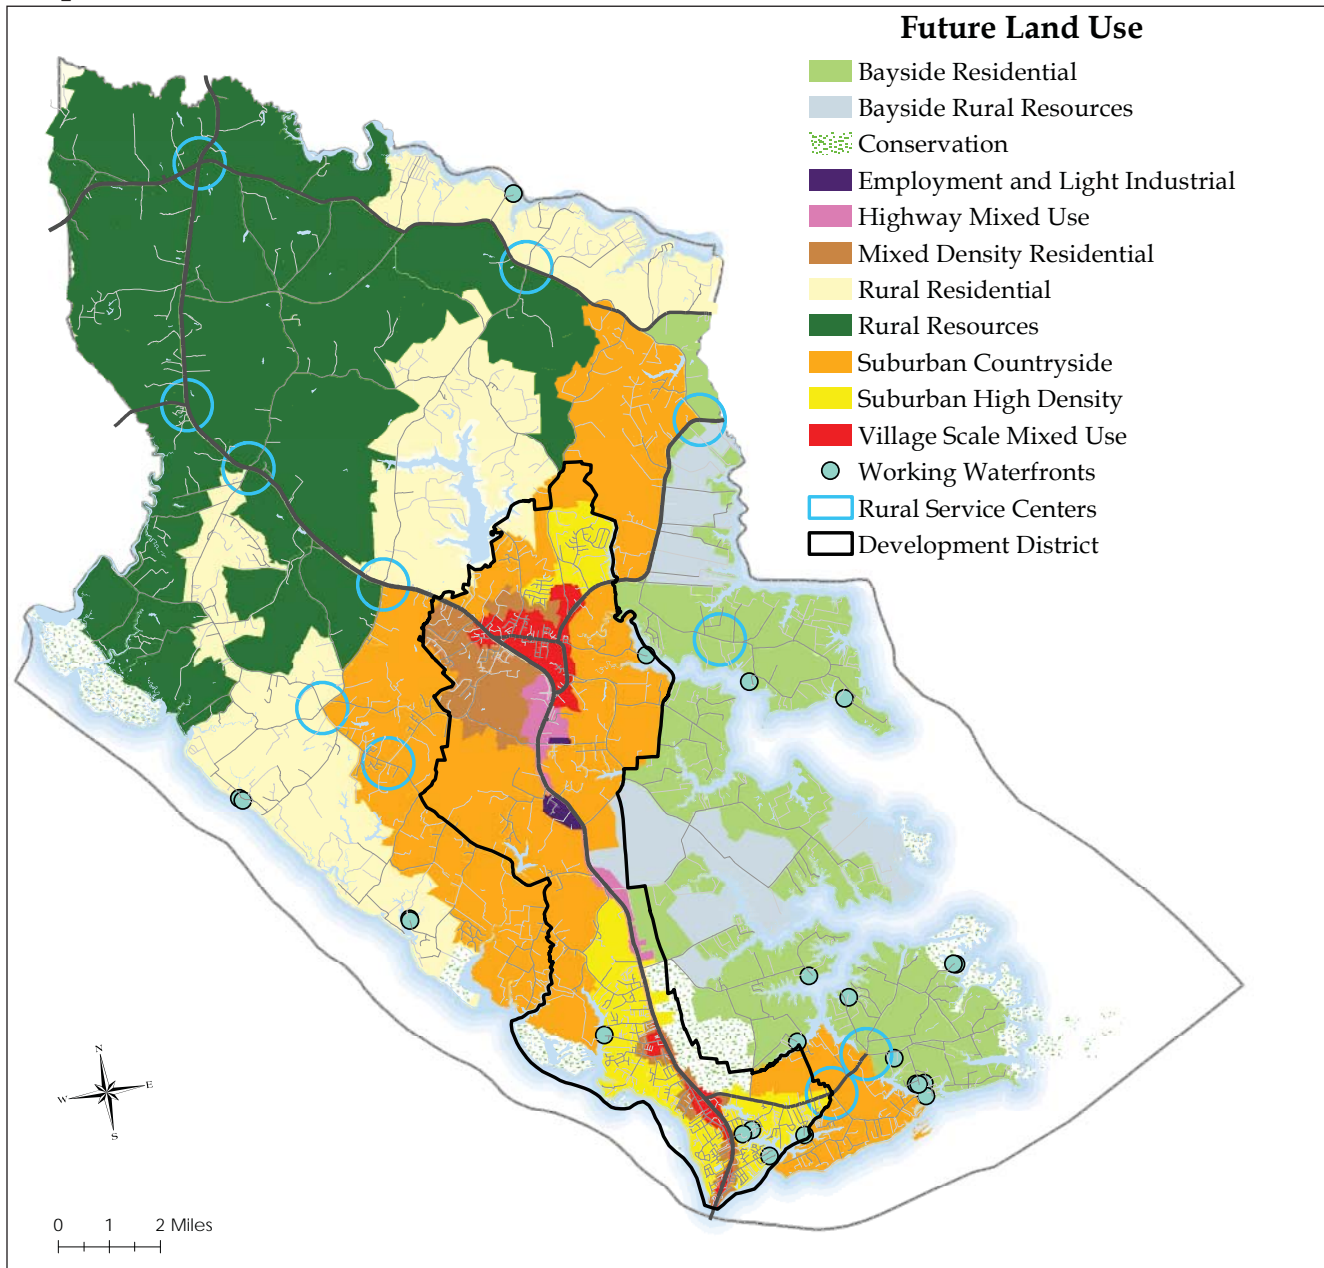 Future Land Use
Bayside Residential
Bayside Rural Resources
Conservation
Employment and Light Industrial
Highway Mixed Use
Mixed Density Residential
Rural Residential
Rural Resources
Suburban Countryside
Suburban High Density
Village Scale Mixed Use
Working Waterfronts
Rural Service Centers
Development District
N
W E
S
0 1 2 Miles